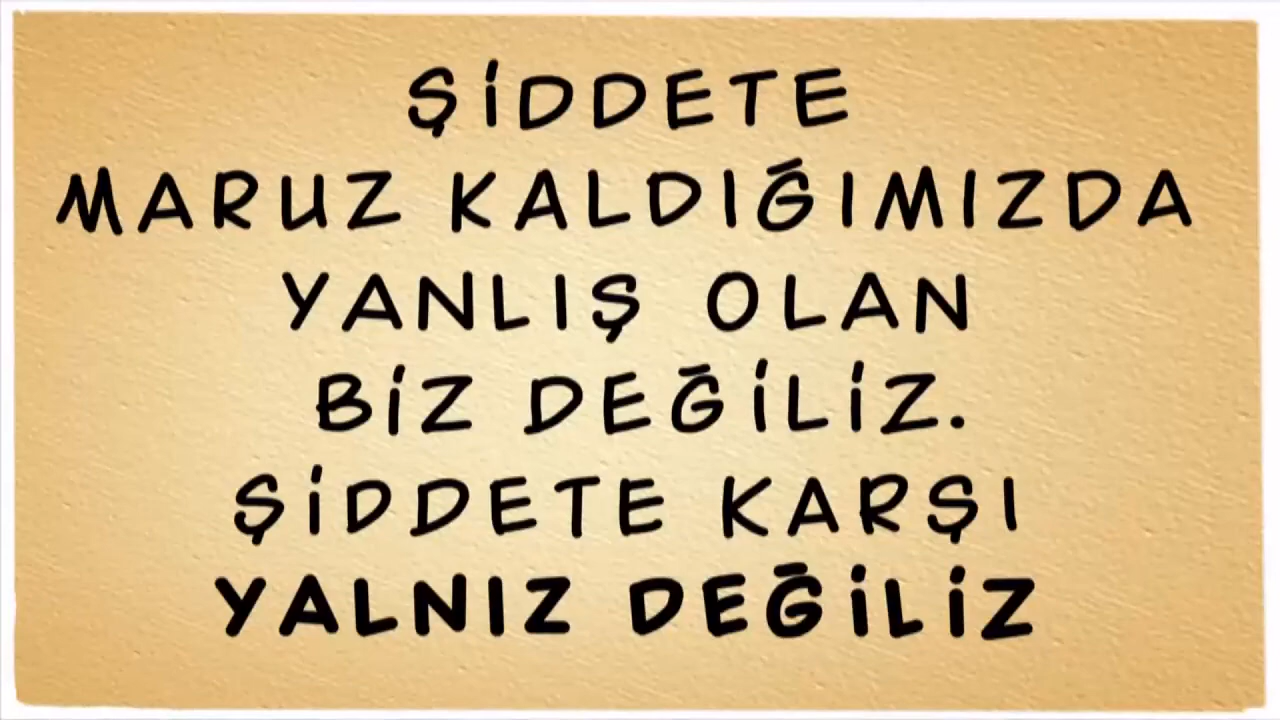 ŞİDDETE
MARUZ KALDIĞIMIZDA
YANLIŞ OLAN
BİZ DEĞİLİZ.
ŞİDDETE KARŞI
YALNIZ DEĞİLİZ